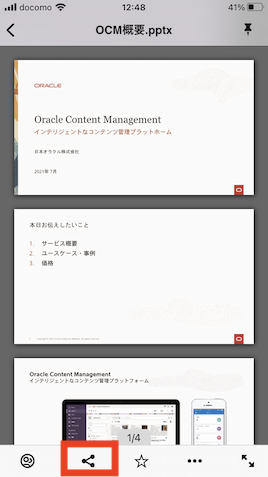 docomo 12:48 41%
OCM概要.pptx
ORACLE
Oracle Content Management
インテリジェントなコンテンツ管理プラットホーム
日本オラクル株式会社
2021年 7月
本日お伝えしたいこと
1. サービス概要
2. ユースケース・事例
3. 価格
Oracle Content Management
インテリジェントなコンテンツ管理プラットフォーム
1/4